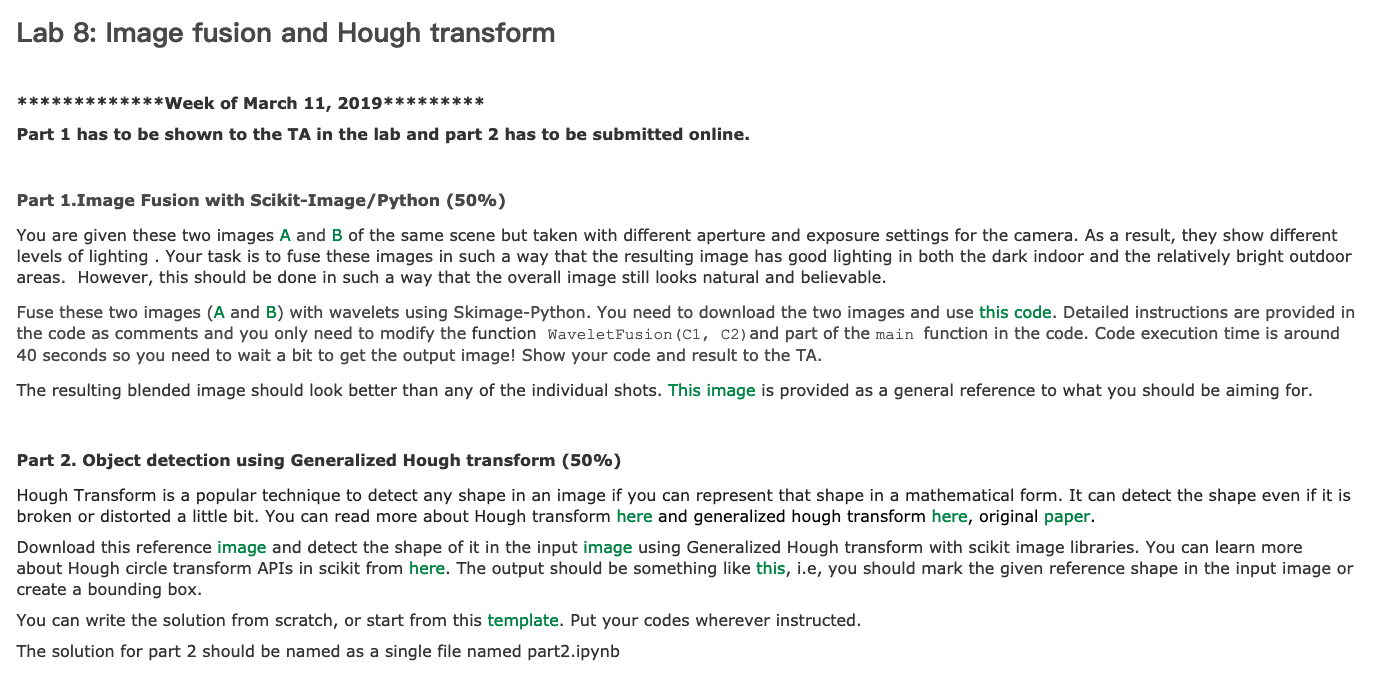 Lab 8: Image fusion and Hough transform
*************Week of March 11, 2019*********
Part 1 has to be shown to the TA in the lab and part 2 has to be submitted online.
Part 1.Image Fusion with Scikit-Image/Python (50%)
You are given these two images A and B of the same scene but taken with different aperture and exposure settings for the camera. As a result, they show different
levels of lighting . Your task is to fuse these images in such a way that the resulting image has good lighting in both the dark indoor and the relatively bright outdoor
areas.  However, this should be done in such a way that the overall image still looks natural and believable.
Fuse these two images (A and B) with wavelets using Skimage-Python. You need to download the two images and use this code. Detailed instructions are provided in
the code as comments and you only need to modify the function WaveletFusion(C1, C2)and part of the main function in the code. Code execution time is around
40 seconds so you need to wait a bit to get the output image! Show your code and result to the TA.
The resulting blended image should look better than any of the individual shots. This image is provided as a general reference to what you should be aiming for.
Part 2. Object detection using Generalized Hough transform (50%)
Hough Transform is a popular technique to detect any shape in an image if you can represent that shape in a mathematical form. It can detect the shape even if it is
broken or distorted a little bit. You can read more about Hough transform here and generalized hough transform here, original paper.
Download this reference image and detect the shape of it in the input image using Generalized Hough transform with scikit image libraries. You can learn more
about Hough circle transform APIs in scikit from here. The output should be something like this, i.e, you should mark the given reference shape in the input image or
create a bounding box.
You can write the solution from scratch, or start from this template. Put your codes wherever instructed.
The solution for part 2 should be named as a single file named part2.ipynb